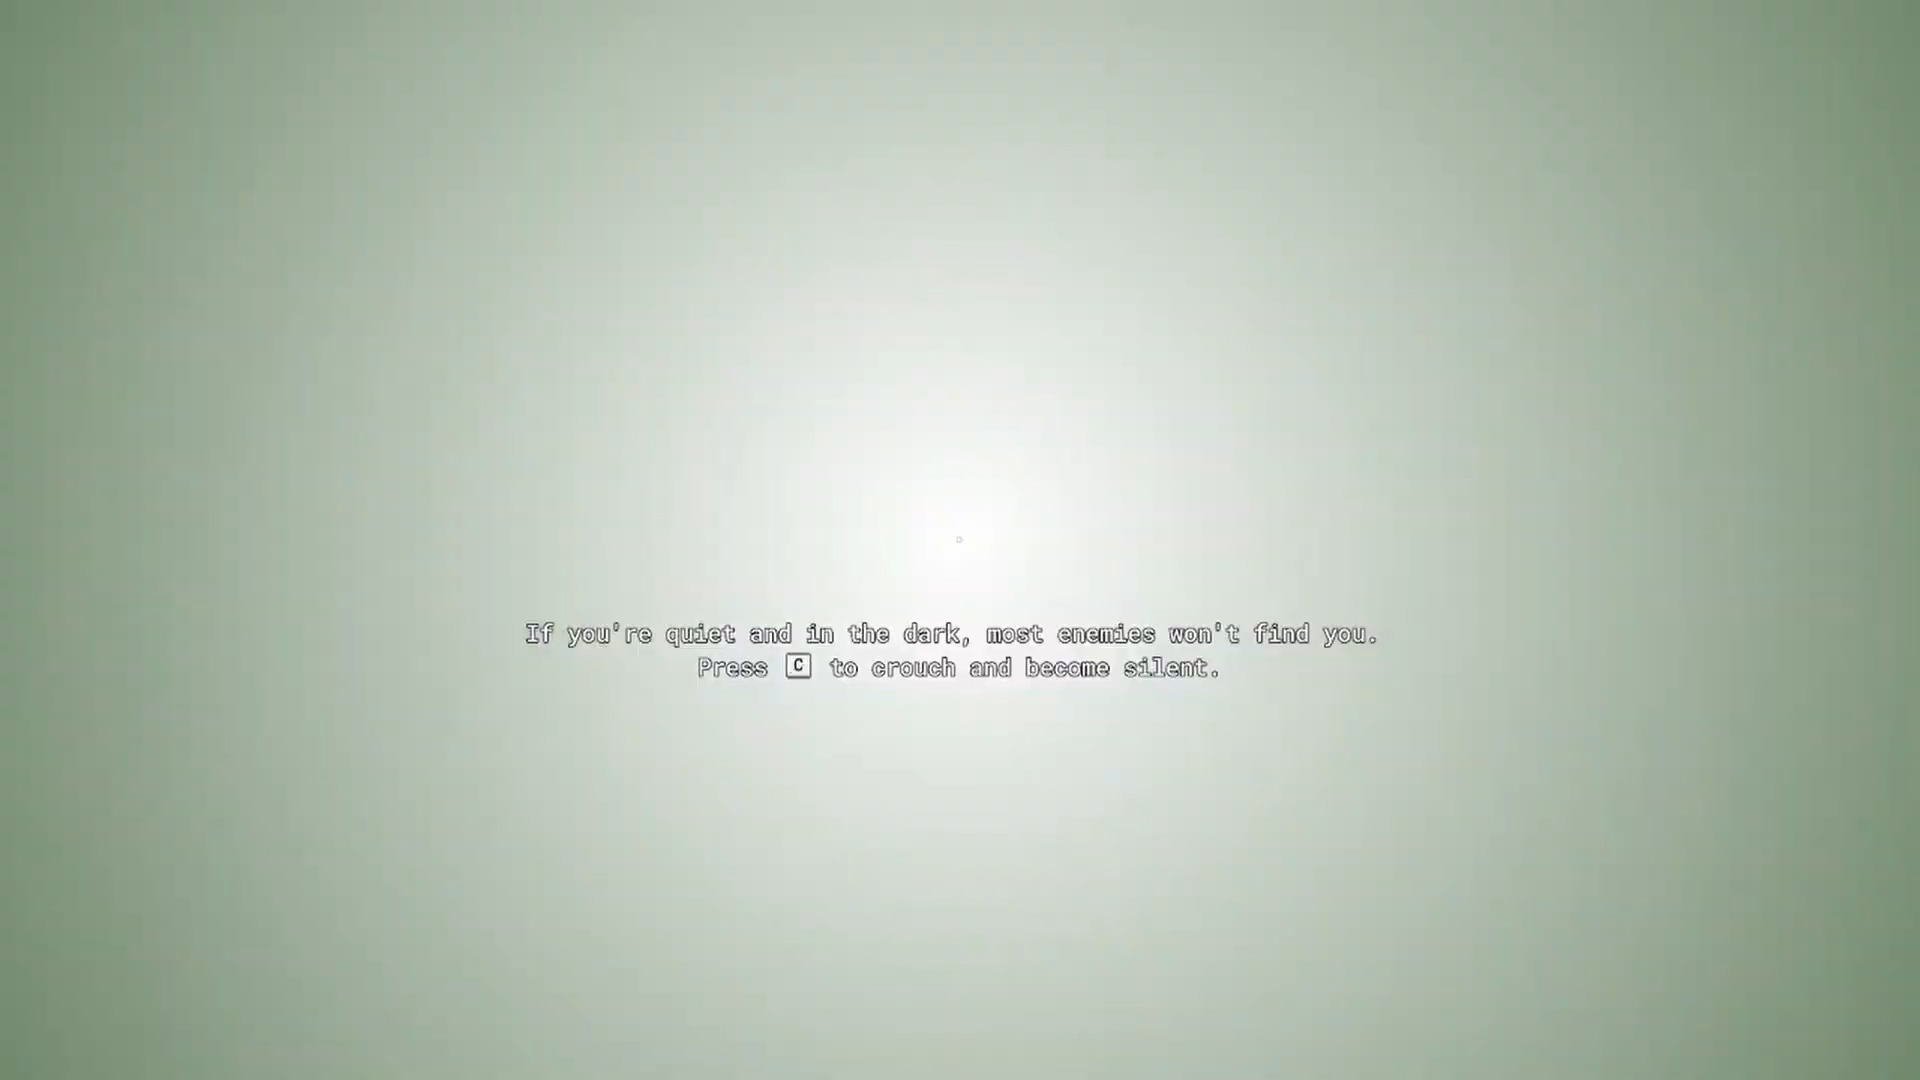 If you're quiet and in the dark, most enemies won't find you.
Press C to crouch and become silent.